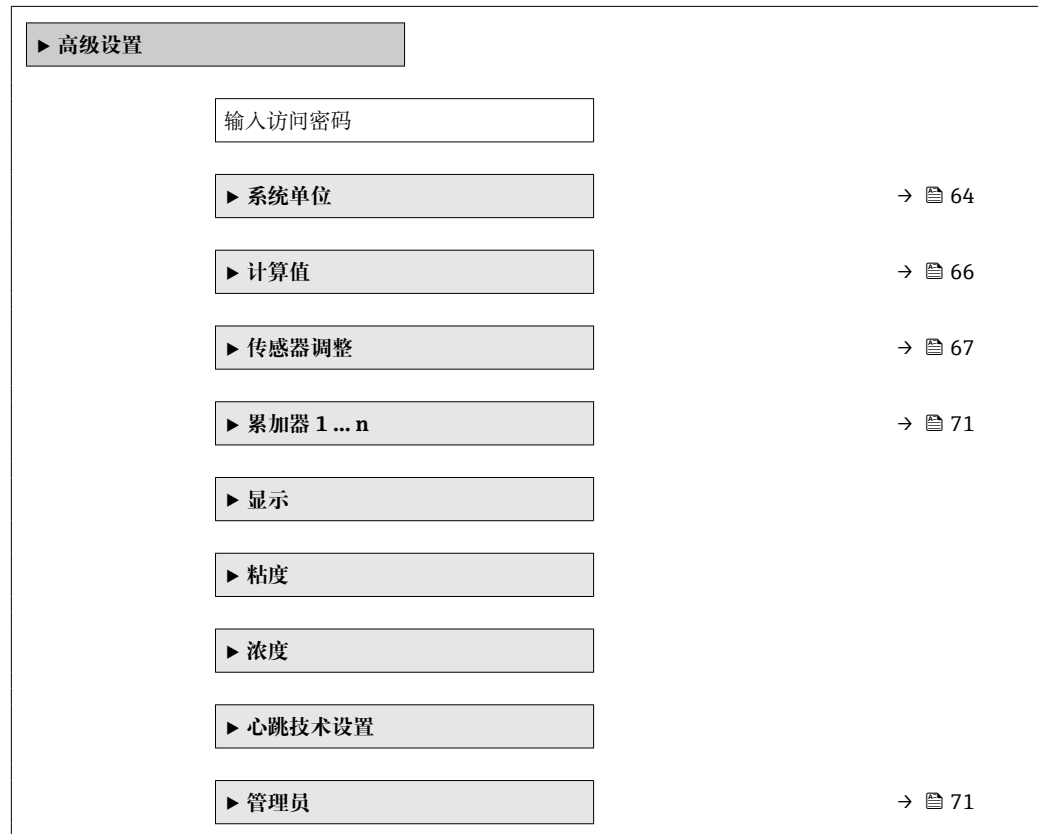 ▶ 高级设置
输入访问密码
▶ 系统单位 → 64
▶ 计算值 → 66
▶ 传感器调整 → 67
▶ 累加器 1 ... n → 71
▶ 显示
▶ 粘度
▶ 浓度
▶ 心跳技术设置
▶ 管理员 → 71